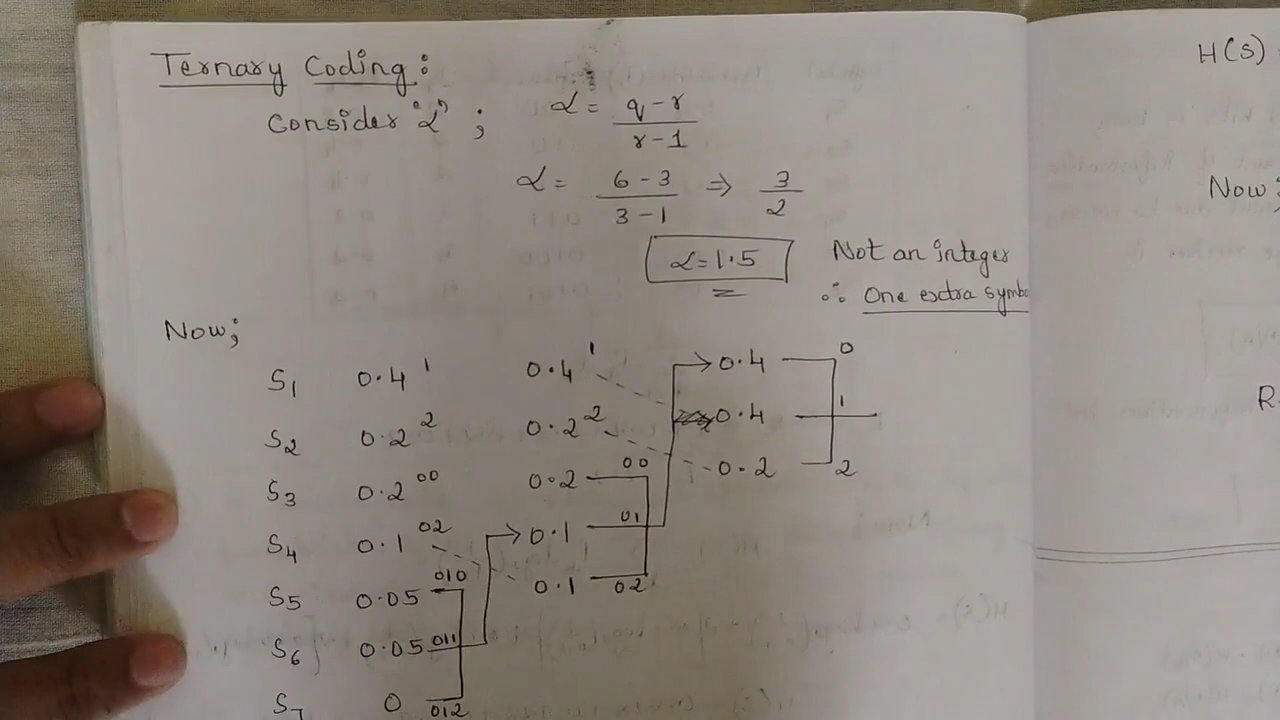 Ternary Coding:
Consider "α" ; α = q-r
r-1
α = 6-3 ⇒ 3
3-1 2
α=1.5 Not an integer
∴ One extra symbo
Now;
S1 0.4 1 0.4 1 0.4 0
S2 0.2 2 0.2 2 0.4 1
S3 0.2 00 0.2 00 0.2 2
S4 0.1 02 0.1 01
S5 0.05 010 0.1 02
S6 0.05 011
S7 0 012
H(S)
Now:
R